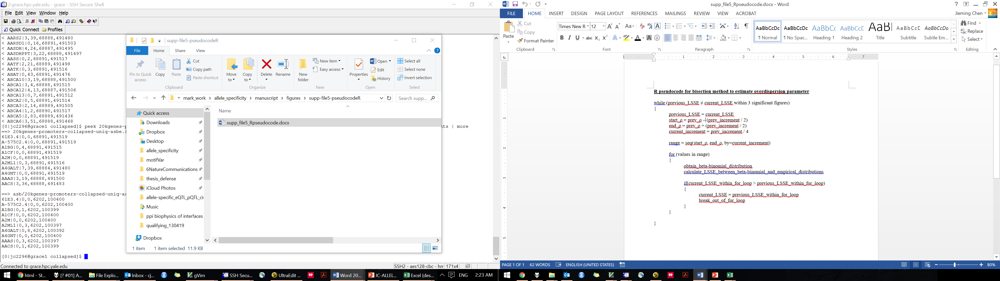 2:grace.hpc.yale.edu - grace - SSH Secure Shell
File Edit View Window Help
Quick Connect Profiles
< AARS2|3,39,68888,491480
< AARSD1|0,16,68891,491503
< AASDH|4,24,68887,491495
< AASDHPPT|3,22,68888,491497
< AASS|0,2,68891,491517
< AATF|2,21,68889,491498
< AATK|0,3,68891,491516
< ABAT|0,43,68891,491476
< ABCA10|3,19,68888,491500
< ABCA1|3,4,68888,491515
< ABCA12|4,13,68887,491506
< ABCA13|0,7,68891,491512
< ABCA2|0,5,68891,491514
< ABCA3|2,14,68889,491505
< ABCA4|1,2,68890,491517
< ABCA5|2,83,68889,491436
< ABCA6|3,51,68888,491468
[0|jc2296@grace1 collapsed]$ peek 20kgenes-p
nts | more
==> 20kgenes-promoters-collapsed-uniq-asbe.f
61E3.4|0,0,68891,491519
A-575C2.4|0,0,68891,491519
A1BG|0,4,68891,491515
A1CF|0,0,68891,491519
A2M|0,0,68891,491519
A2ML1|0,3,68891,491516
A4GALT|7,39,68884,491480
A4GNT|0,0,68891,491519
AAAS|3,19,68888,491500
AACS|3,36,68888,491483
==> asb/20kgenes-promoters-collapsed-uniq-as
61E3.4|0,0,6202,100400
A-575C2.4|0,0,6202,100400
A1BG|0,1,6202,100399
A1CF|0,0,6202,100400
A2M|0,0,6202,100400
A2ML1|0,3,6202,100397
A4GALT|0,8,6202,100392
A4GNT|0,0,6202,100400
AAAS|0,3,6202,100397
AACS|0,1,6202,100399
[0|jc2296@grace1 collapsed]$
Connected to grace.hpc.yale.edu
SSH2 - aes128-cbc - hm 171x4
supp-file5-pseudocodeR
File Home Share View
Pin to Quick access
Copy
Paste
Cut
Copy path
Paste shortcut
Clipboard
Move to
Copy to
Delete
Rename
Organize
New folder
New item
Easy access
New
Properties
Open
Edit
History
Open
Select all
Select none
Invert selection
Select
« mark_work > allele_specificity > manuscript > figures > supp-file5-pseudocodeR
Search supp...
Quick access
Downloads
Dropbox
Desktop
allele_specificity
motifVar
6NatureCommunications
thesis_defense
iCloud Photos
allele-specific_eQTL_pQTL_cis
Music
ppi biophysics of interfaces
qualifying_130419
Dropbox
Name
supp_file5_Rpseudocode.docx
1 item 1 item selected 11.9 KB
supp_file5_Rpseudocode.docx - Word
FILE HOME INSERT DESIGN PAGE LAYOUT REFERENCES MAILINGS REVIEW VIEW ACROBAT
Jieming Chen
Paste
Cut
Copy
Format Painter
Clipboard
Times New R 12
Font
Paragraph
AaBbCcDc AaBbCcDc AaBbCc AaBbCcD AaB AaBbCcD AaBbCcDa
¶ Normal ¶ No Spac... Heading 1 Heading 2 Title Subtitle Subtle Em...
Styles
Find
Replace
Select
Editing
R pseudocode for bisection method to estimate overdispersion parameter
while (previous_LSSE ≠ current_LSSE within 3 significant figures)
{
previous_LSSE = current_LSSE
start_ρ = prev_ρ – (prev_increment / 2)
end_ρ = prev_ρ + (prev_increment / 2)
current_increment = prev_increment / 4
range = seq(start_ρ, end_ρ, by=current_increment)
for (values in range)
{
obtain_beta-binomial_distribution
calculate_LSSE_between_beta-binomial_and_empirical_distributions
if(current_LSSE_within_for_loop > previous_LSSE_within_for_loop)
{
current_LSSE = previous_LSSE_within_for_loop
break_out_of_for_loop
}
}
}
PAGE 1 OF 1 62 WORDS ENGLISH (UNITED STATES) 80%
html - St... [? #01] A... File Explo... Inbox - cj... gVim SSH Secu... UltraEdit ... Word 20... JC-ALLEL... Excel (des... ENG 2:23 AM